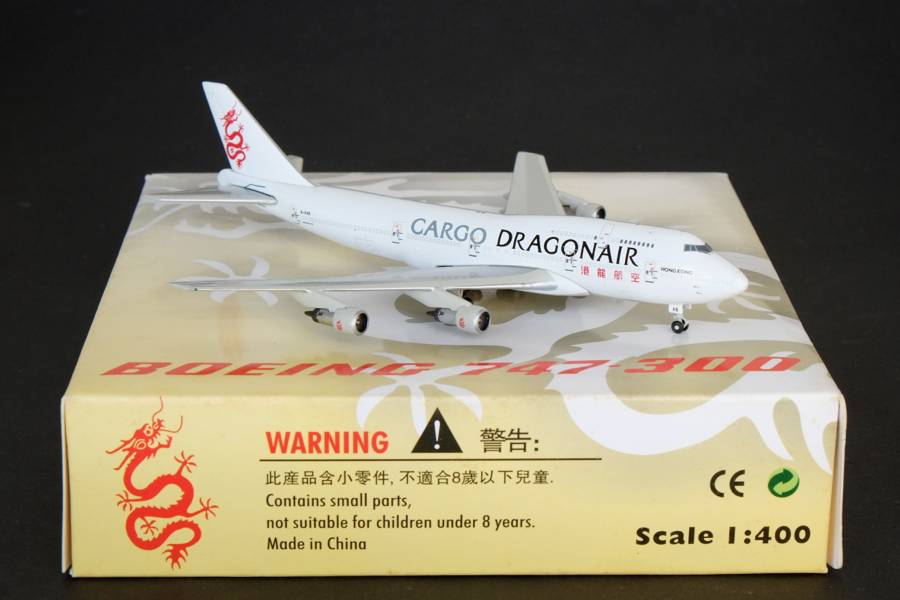 CARGO DRAGONAIR
港龍航空
HONG KONG
BOEING 747-300
WARNING ! 警告:
此産品含小零件, 不適合8歲以下兒童.
Contains small parts,
not suitable for children under 8 years.
Made in China
CE
Scale 1:400